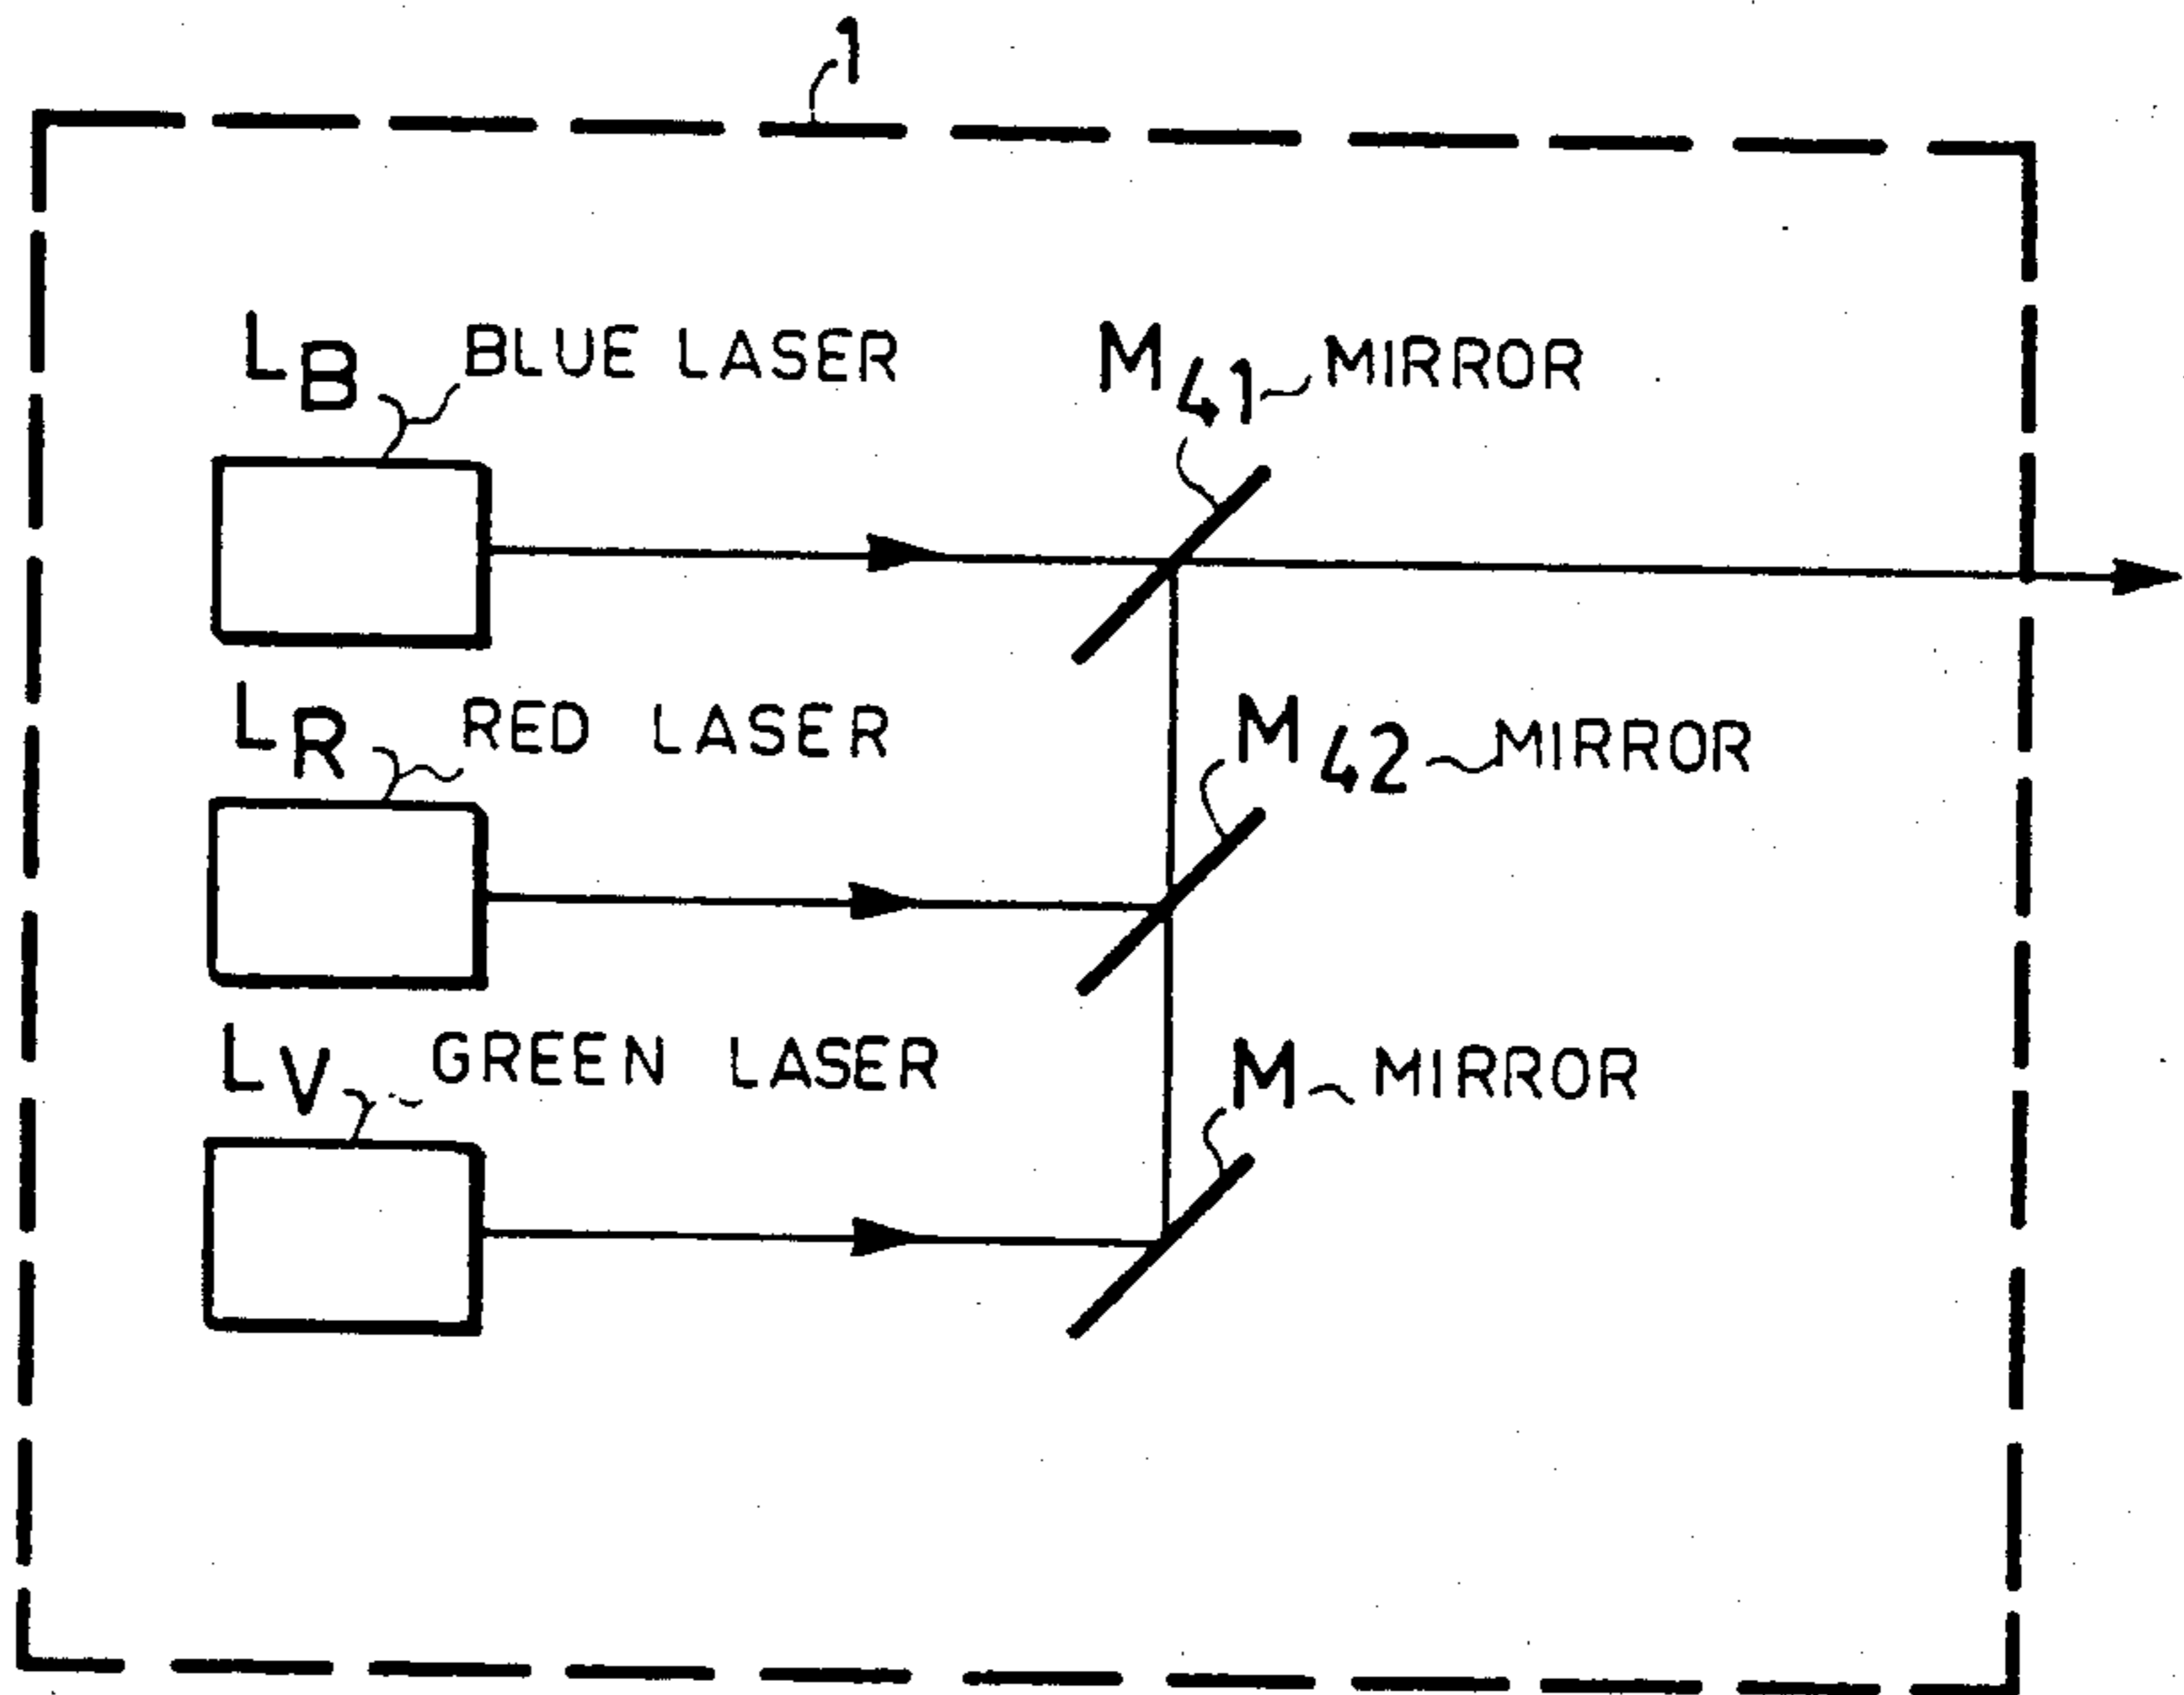 1
LB BLUE LASER
M41 MIRROR
LR RED LASER
M42 MIRROR
LV GREEN LASER
M MIRROR